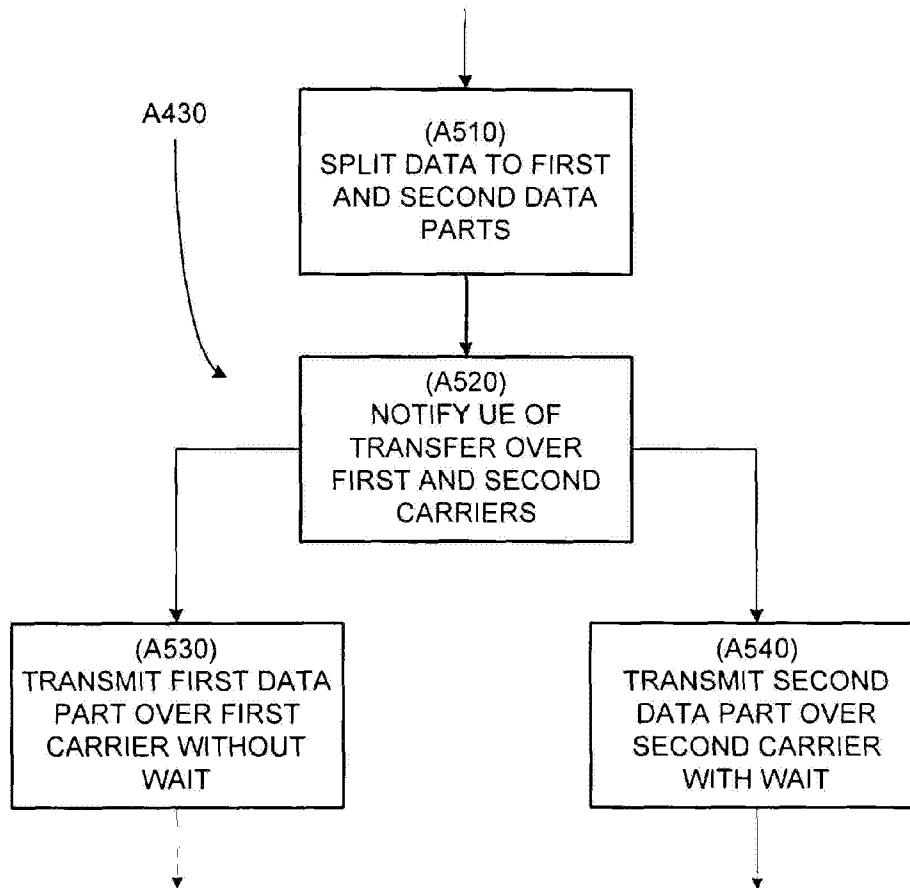 A430
(A510)
SPLIT DATA TO FIRST
AND SECOND DATA
PARTS
(A520)
NOTIFY UE OF
TRANSFER OVER
FIRST AND SECOND
CARRIERS
(A530)
TRANSMIT FIRST DATA
PART OVER FIRST
CARRIER WITHOUT
WAIT
(A540)
TRANSMIT SECOND
DATA PART OVER
SECOND CARRIER
WITH WAIT